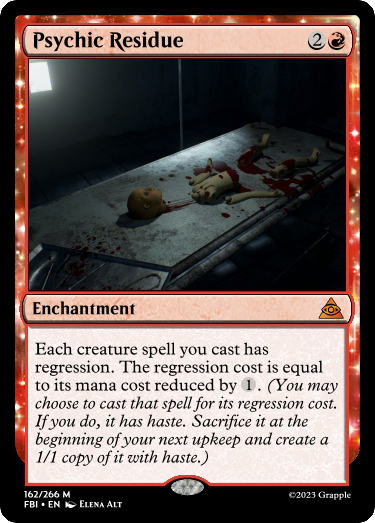 Psychic Residue 2
Enchantment
Each creature spell you cast has
regression. The regression cost is equal
to its mana cost reduced by 1. (You may
choose to cast that spell for its regression cost.
If you do, it has haste. Sacrifice it at the
beginning of your next upkeep and create a
1/1 copy of it with haste.)
162/266 M
FBI • EN Elena Alt
©2023 Grapple